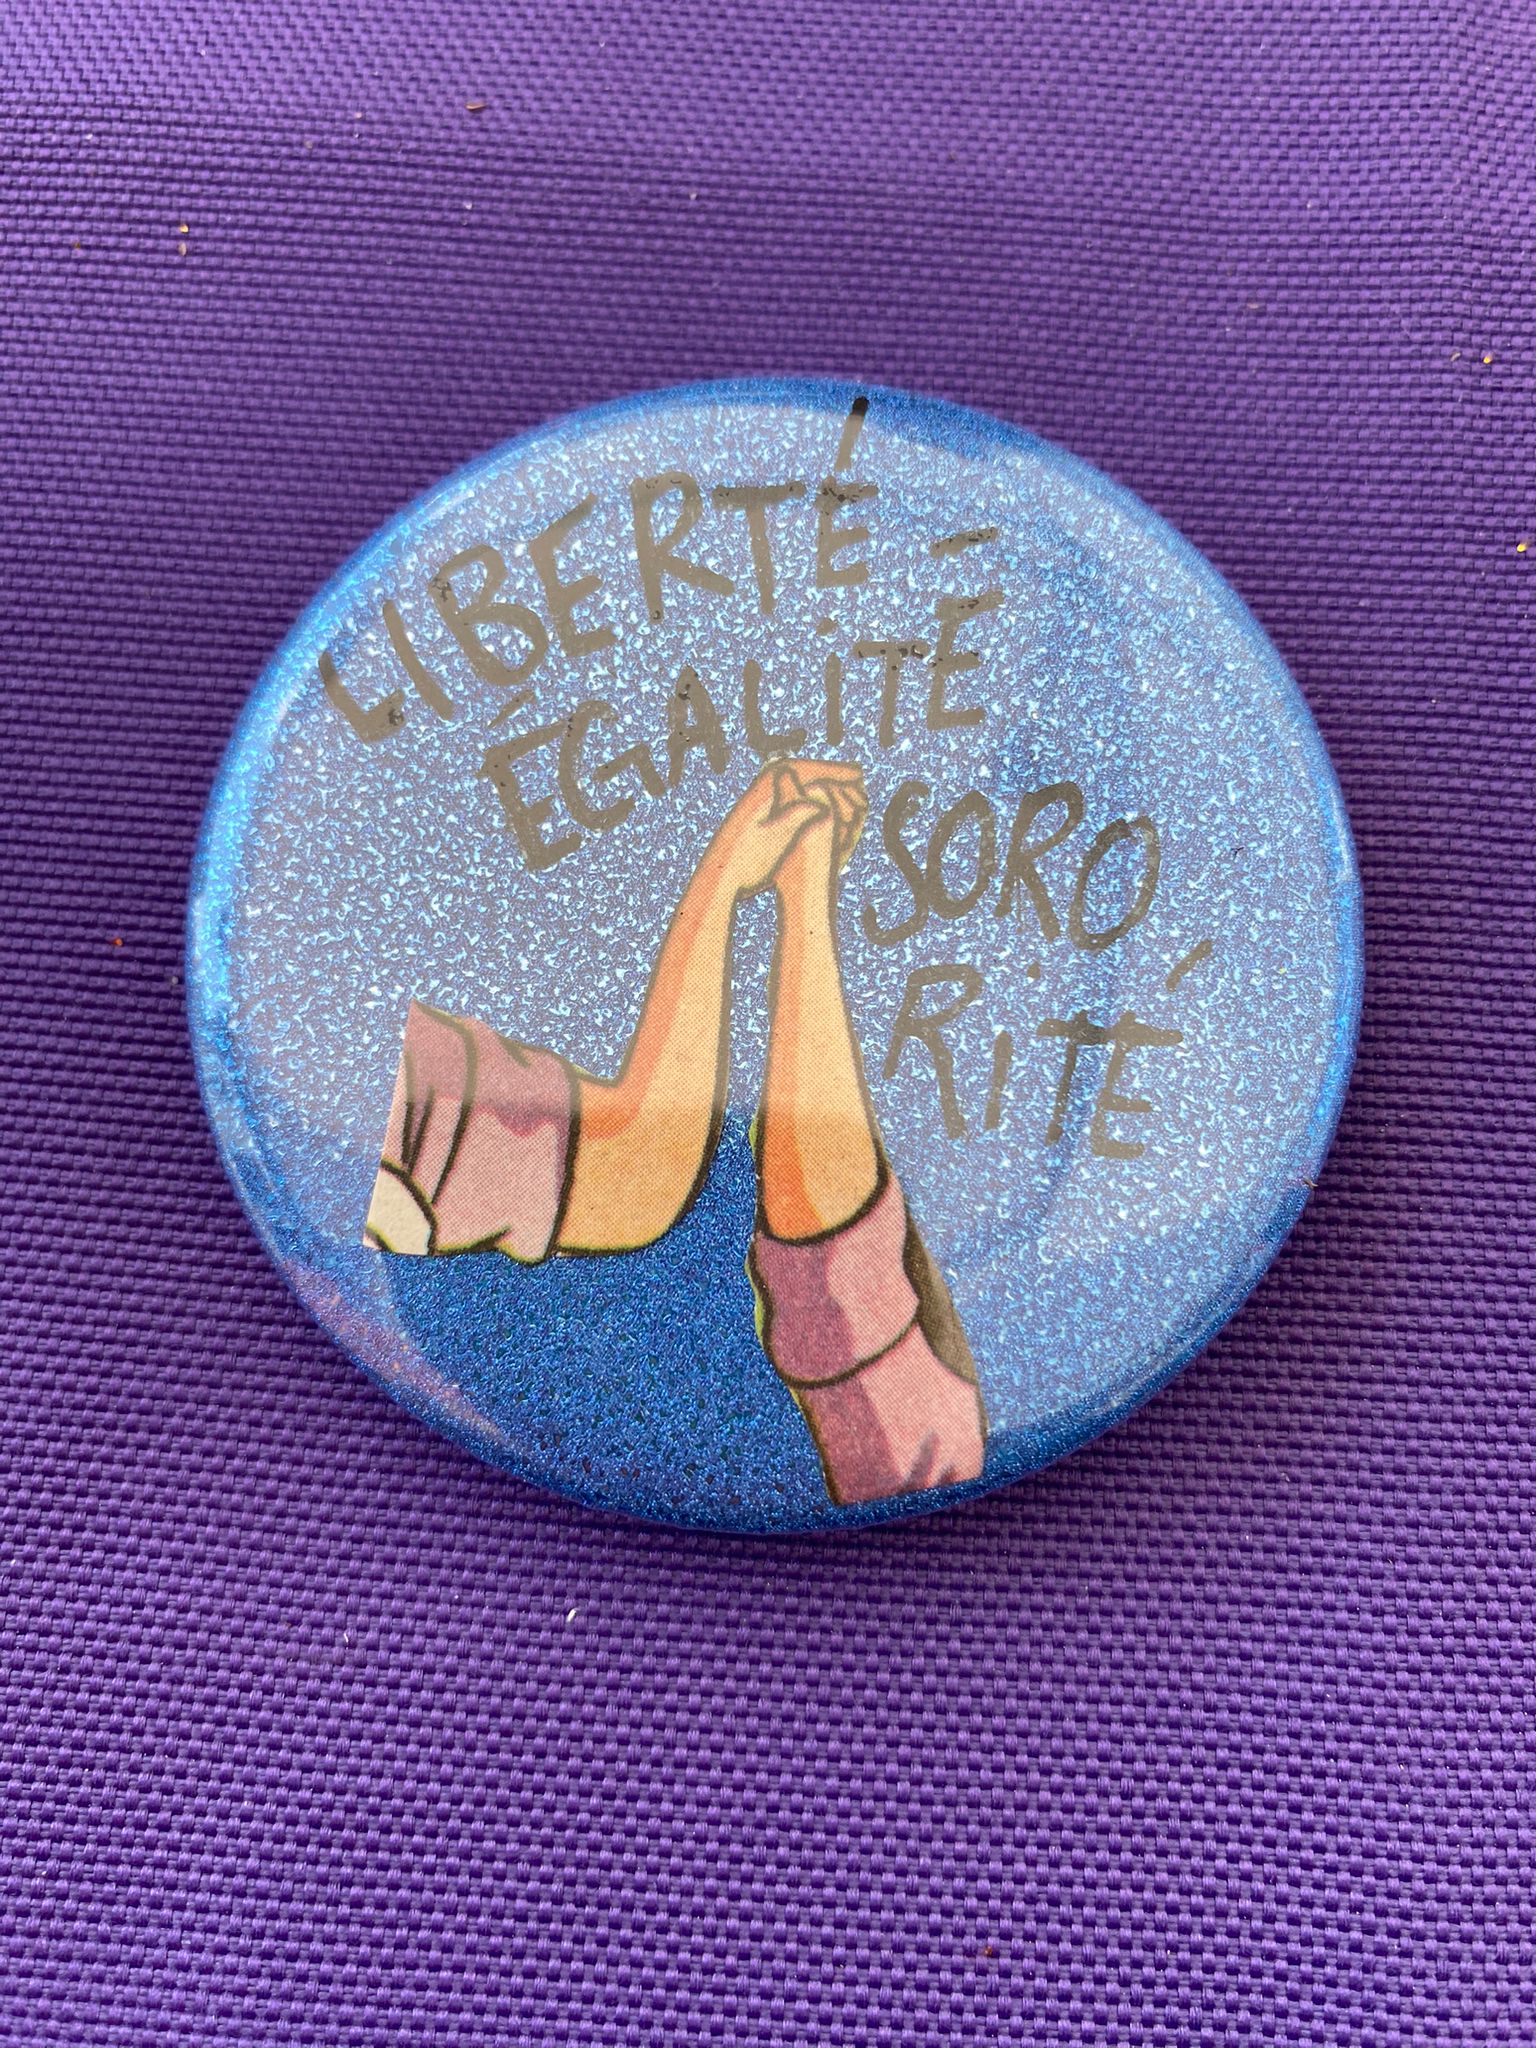 LIBERTÉ -
ÉGALITÉ
SORO
RITÉ